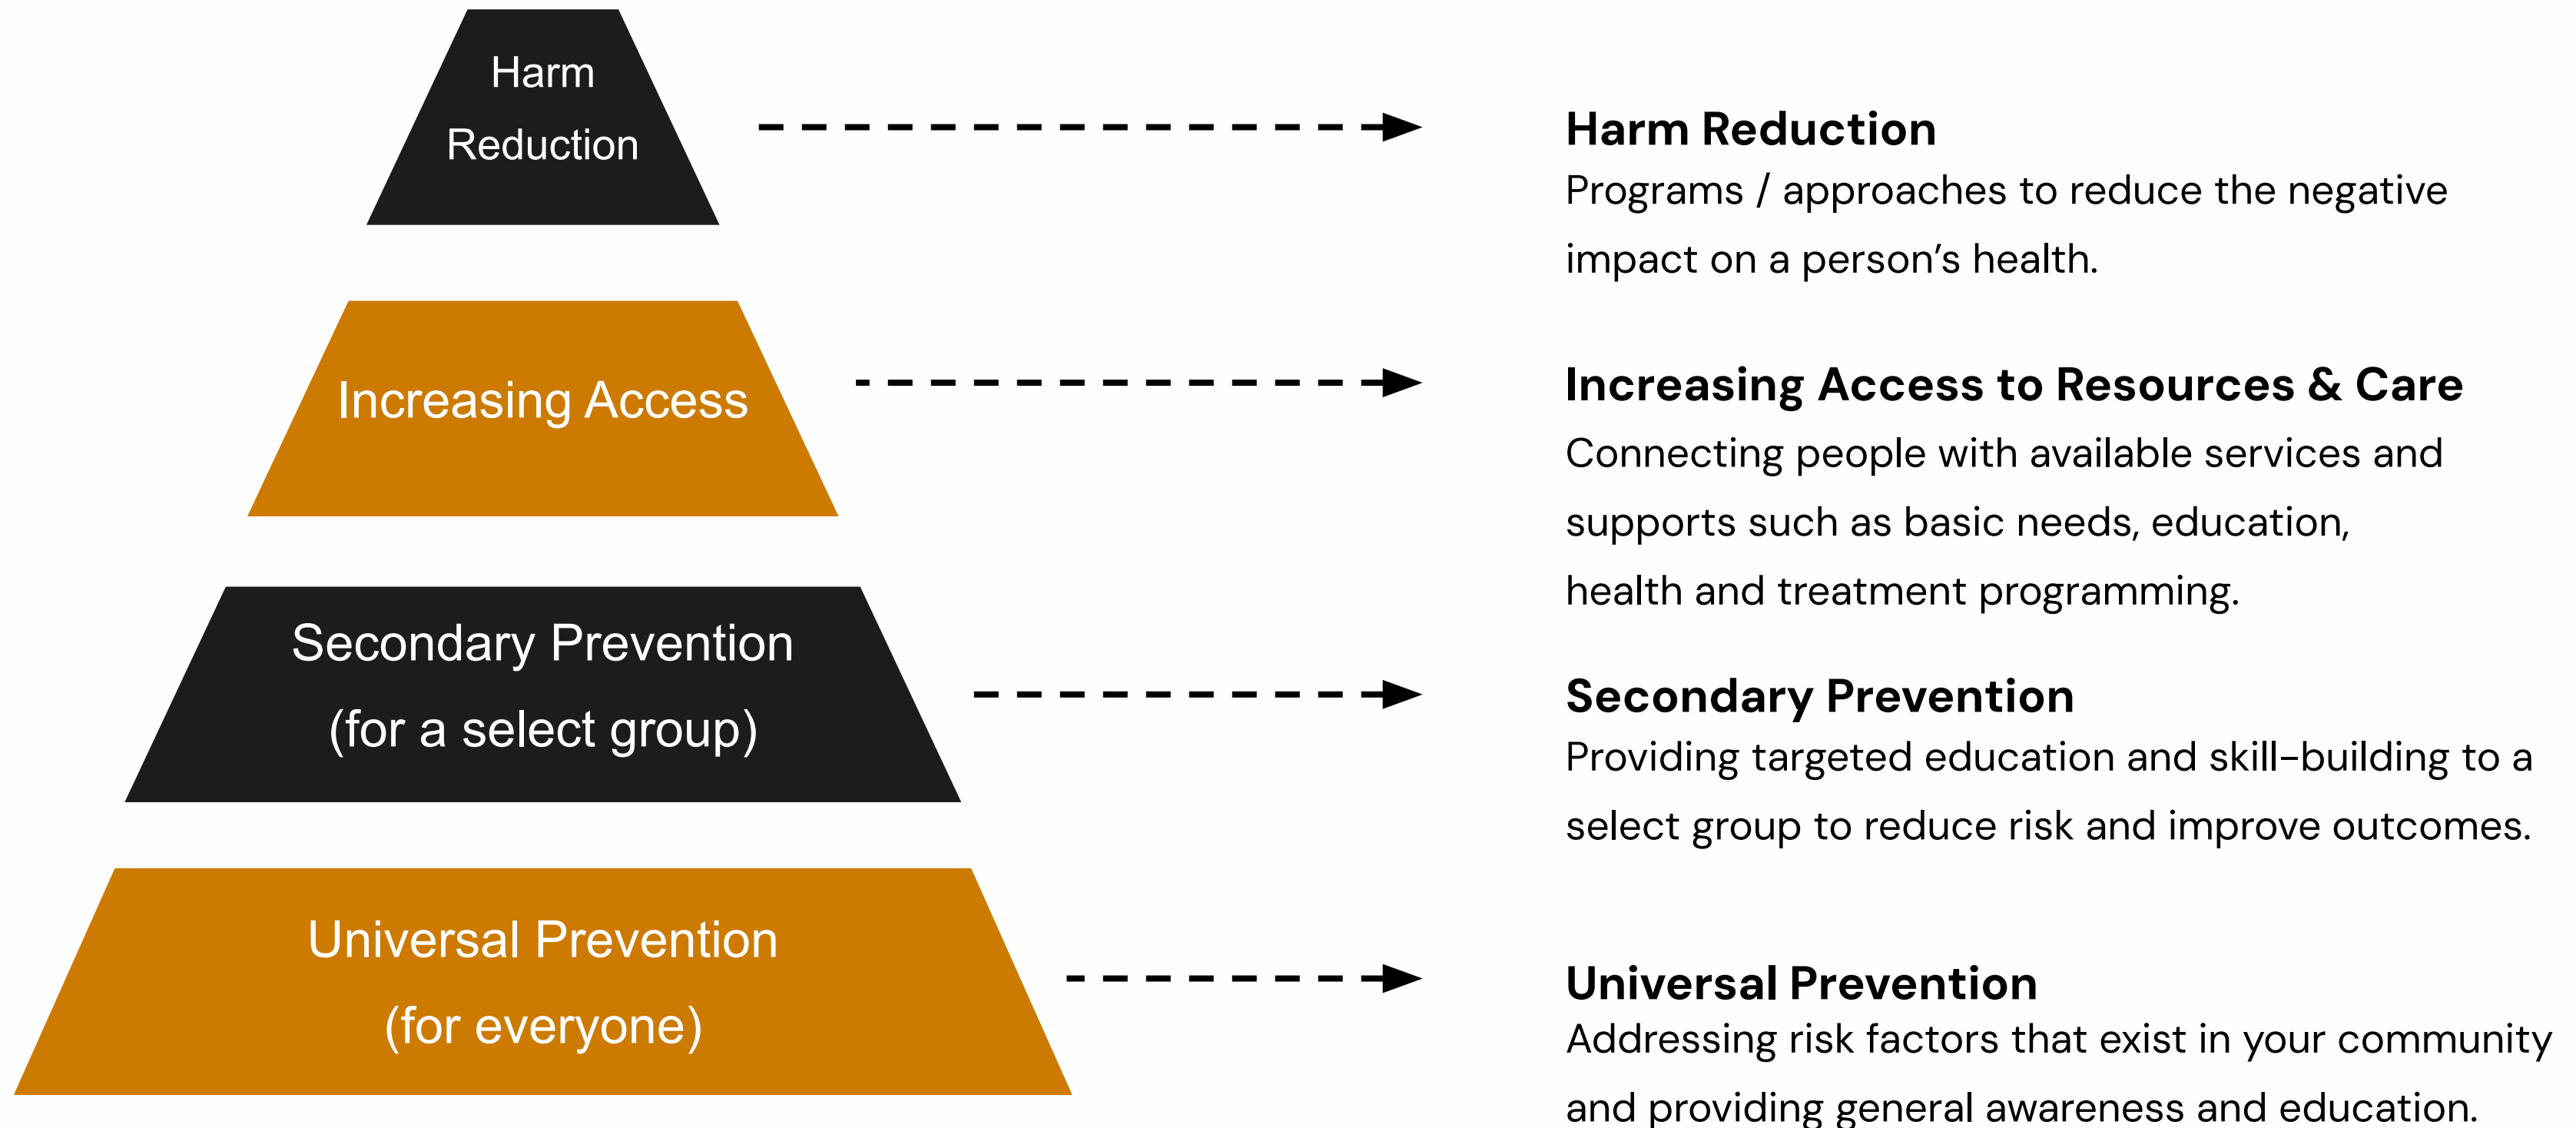 Harm
Reduction
Harm Reduction
Programs / approaches to reduce the negative
impact on a person’s health.
Increasing Access
Increasing Access to Resources & Care
Connecting people with available services and
supports such as basic needs, education,
health and treatment programming.
Secondary Prevention
(for a select group)
Secondary Prevention
Providing targeted education and skill-building to a
select group to reduce risk and improve outcomes.
Universal Prevention
(for everyone)
Universal Prevention
Addressing risk factors that exist in your community
and providing general awareness and education.